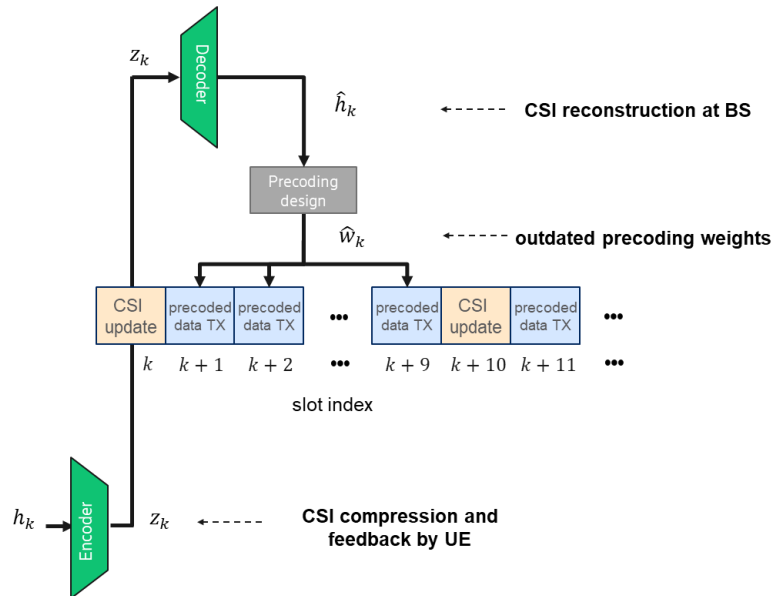 z_k
Decoder
ĥ_k
CSI reconstruction at BS
Precoding
design
ŵ_k
outdated precoding weights
CSI
update
precoded
data TX
precoded
data TX
•••
precoded
data TX
CSI
update
precoded
data TX
•••
k
k + 1
k + 2
•••
k + 9
k + 10
k + 11
•••
slot index
h_k
Encoder
z_k
CSI compression and
feedback by UE